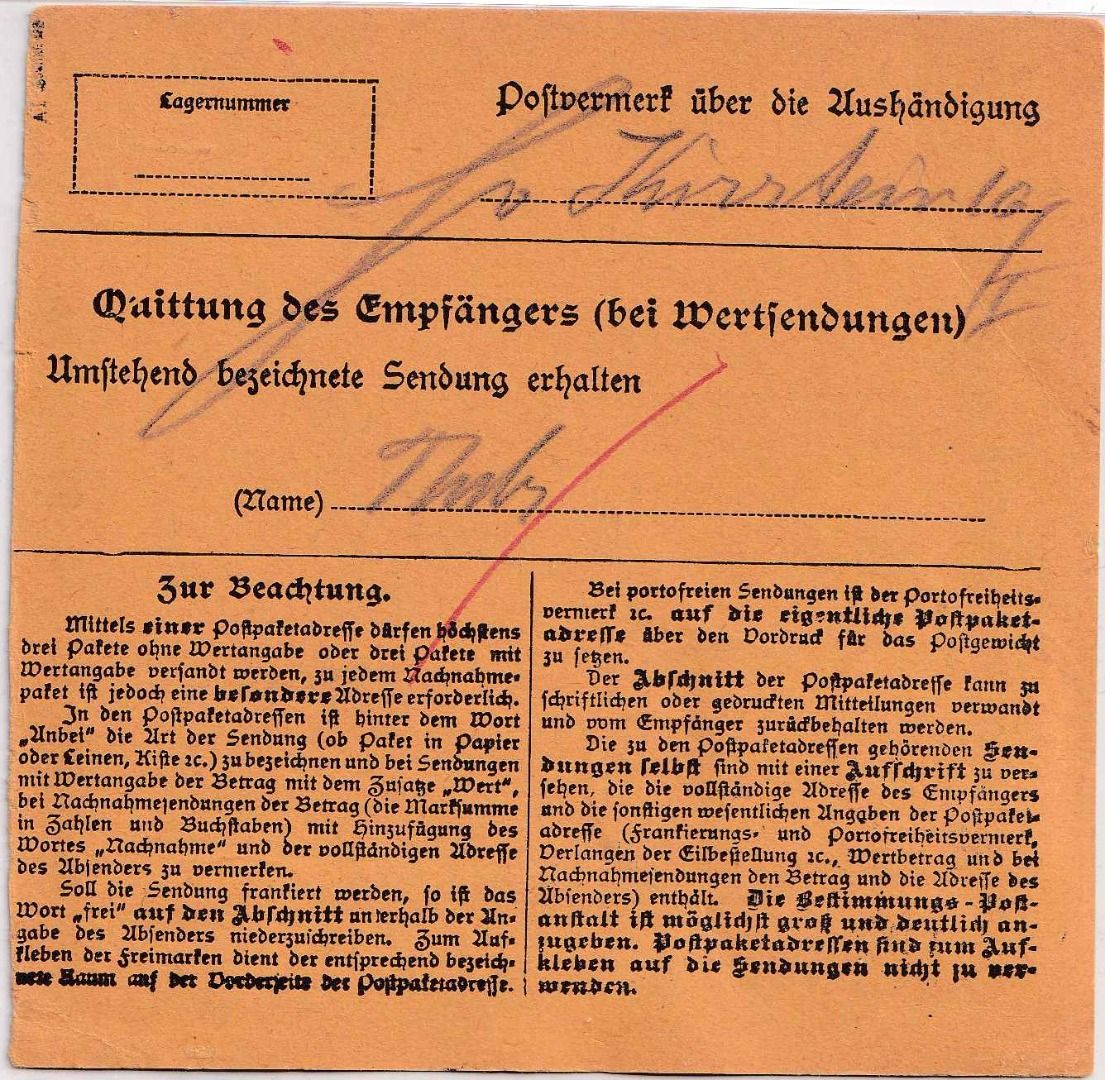 Lagernummer
Postvermerk über die Aushändigung
Quittung des Empfängers (bei Wertsendungen)
Umstehend bezeichnete Sendung erhalten
(Name)
Zur Beachtung.
Mittels einer Postpaketadresse dürfen höchstens
drei Pakete ohne Wertangabe oder drei Pakete mit
Wertangabe versandt werden, zu jedem Nachnahme-
paket ist jedoch eine besondere Adresse erforderlich.
In den Postpaketadressen ist hinter dem Wort
„Anbei“ die Art der Sendung (ob Paket in Papier
oder Leinen, Kiste ꝛc.) zu bezeichnen und bei Sendungen
mit Wertangabe der Betrag mit dem Zusatze „Wert“,
bei Nachnahmesendungen der Betrag (die Marksumme
in Zahlen und Buchstaben) mit Hinzufügung des
Wortes „Nachnahme“ und der vollständigen Adresse
des Absenders zu vermerken.
Soll die Sendung frankiert werden, so ist das
Wort „frei“ auf den Abschnitt unterhalb der An-
gabe des Absenders niederzuschreiben. Zum Auf-
kleben der Freimarken dient der entsprechend bezeich-
nete Raum auf der Vorderseite der Postpaketadresse.
Bei portofreien Sendungen ist der Portofreiheits-
vermerk ꝛc. auf die eigentliche Postpaket-
adresse über den Vordruck für das Postgewicht
zu setzen.
Der Abschnitt der Postpaketadresse kann zu
schriftlichen oder gedruckten Mitteilungen verwandt
und vom Empfänger zurückbehalten werden.
Die zu den Postpaketadressen gehörenden Sen-
dungen selbst sind mit einer Aufschrift zu ver-
sehen, die die vollständige Adresse des Empfängers
und die sonstigen wesentlichen Angaben der Postpaket-
adresse (Frankierungs- und Portofreiheitsvermerk,
Verlangen der Eilbestellung ꝛc., Wertbetrag und bei
Nachnahmesendungen den Betrag und die Adresse des
Absenders) enthält. Die Bestimmungs-Post-
anstalt ist möglichst groß und deutlich an-
zugeben. Postpaketadressen sind zum Auf-
kleben auf die Sendungen nicht zu ver-
wenden.